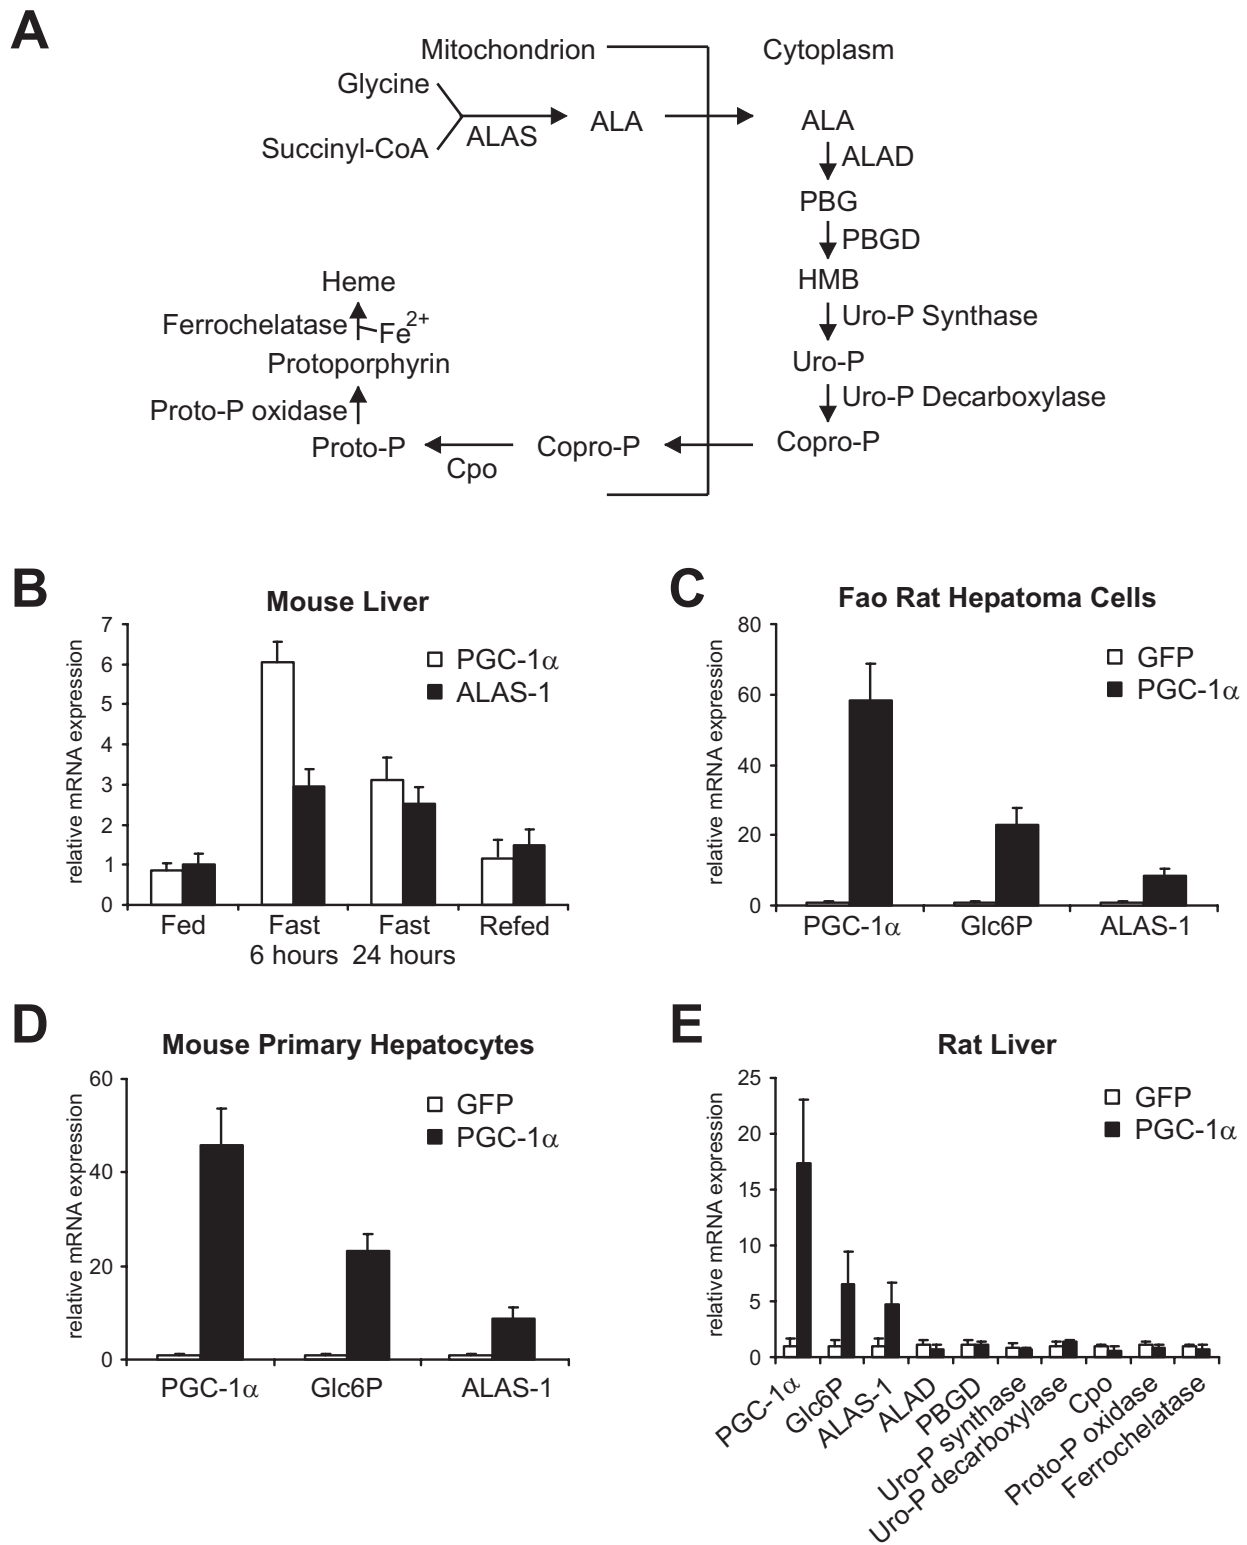 A
Mitochondrion
Cytoplasm
Glycine
Succinyl-CoA
ALAS
ALA
ALA
ALAD
PBG
PBGD
HMB
Uro-P Synthase
Uro-P
Uro-P Decarboxylase
Copro-P
Copro-P
Cpo
Proto-P
Proto-P oxidase
Protoporphyrin
Ferrochelatase
Fe2+
Heme
B
Mouse Liver
relative mRNA expression
7
6
5
4
3
2
1
0
PGC-1α
ALAS-1
Fed
Fast
6 hours
Fast
24 hours
Refed
C
Fao Rat Hepatoma Cells
relative mRNA expression
80
60
40
20
0
GFP
PGC-1α
PGC-1α
Glc6P
ALAS-1
D
Mouse Primary Hepatocytes
relative mRNA expression
60
40
20
0
GFP
PGC-1α
PGC-1α
Glc6P
ALAS-1
E
Rat Liver
relative mRNA expression
25
20
15
10
5
0
GFP
PGC-1α
PGC-1α
Glc6P
ALAS-1
ALAD
PBGD
Uro-P synthase
Uro-P decarboxylase
Cpo
Proto-P oxidase
Ferrochelatase